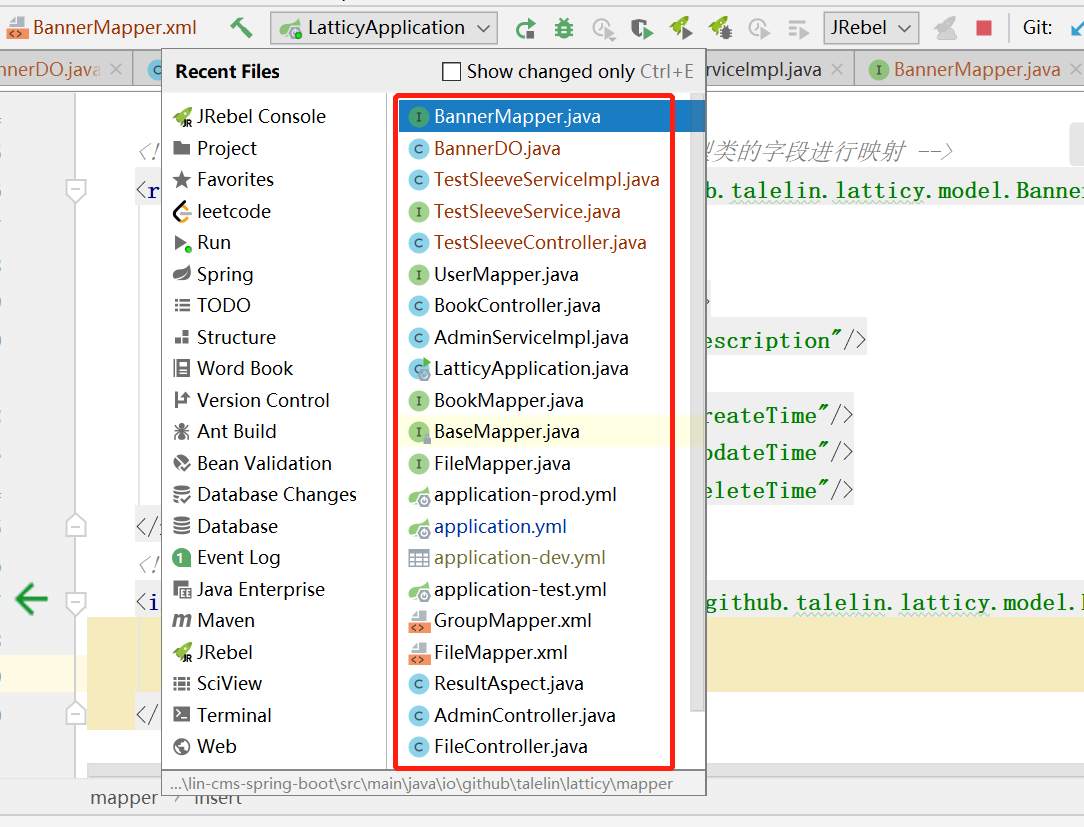 BannerMapper.xml
LatticyApplication
JRebel
Git:
nnerDO.java
rviceImpl.java
BannerMapper.java
Recent Files
Show changed only Ctrl+E
JRebel Console
Project
Favorites
leetcode
Run
Spring
TODO
Structure
Word Book
Version Control
Ant Build
Bean Validation
Database Changes
Database
Event Log
Java Enterprise
Maven
JRebel
SciView
Terminal
Web
BannerMapper.java
BannerDO.java
TestSleeveServiceImpl.java
TestSleeveService.java
TestSleeveController.java
UserMapper.java
BookController.java
AdminServiceImpl.java
LatticyApplication.java
BookMapper.java
BaseMapper.java
FileMapper.java
application-prod.yml
application.yml
application-dev.yml
application-test.yml
GroupMapper.xml
FileMapper.xml
ResultAspect.java
AdminController.java
FileController.java
...\lin-cms-spring-boot\src\main\java\io\github\talelin\latticy\mapper
<!
类的字段进行映射 -->
<r
b.talelin.latticy.model.Banner
escription"/>
reateTime"/>
pdateTime"/>
eleteTime"/>
</
<!
<i
github.talelin.latticy.model.
</
mapper
insert